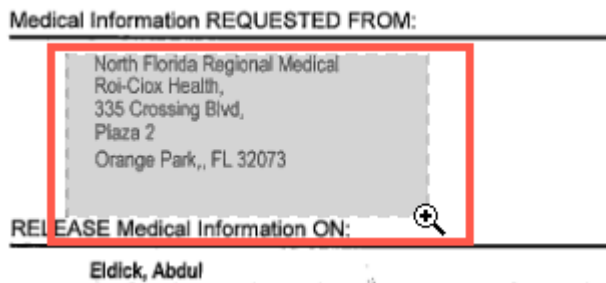 Medical Information REQUESTED FROM:
North Florida Regional Medical
Roi-Ciox Health,
335 Crossing Blvd,
Plaza 2
Orange Park,, FL 32073
RELEASE Medical Information ON:
Eldick, Abdul